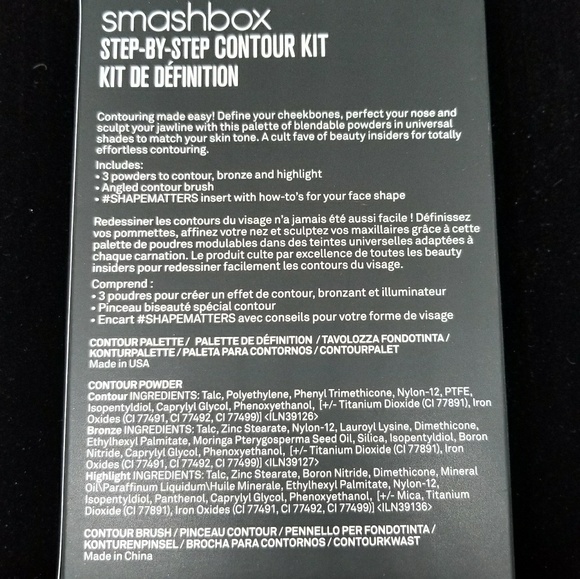 smashbox
STEP-BY-STEP CONTOUR KIT
KIT DE DÉFINITION
Contouring made easy! Define your cheekbones, perfect your nose and
sculpt your jawline with this palette of blendable powders in universal
shades to match your skin tone. A cult fave of beauty insiders for totally
effortless contouring.
Includes:
• 3 powders to contour, bronze and highlight
• Angled contour brush
• #SHAPEMATTERS insert with how-to's for your face shape
Redessiner les contours du visage n'a jamais été aussi facile ! Définissez
vos pommettes, affinez votre nez et sculptez vos maxillaires grâce à cette
palette de poudres modulables dans des teintes universelles adaptées à
chaque carnation. Le produit culte par excellence de toutes les beauty
insiders pour redessiner facilement les contours du visage.
Comprend :
• 3 poudres pour créer un effet de contour, bronzant et illuminateur
• Pinceau biseauté spécial contour
• Encart #SHAPEMATTERS avec conseils pour votre forme de visage
CONTOUR PALETTE / PALETTE DE DÉFINITION / TAVOLOZZA FONDOTINTA /
KONTURPALETTE / PALETA PARA CONTORNOS / CONTOURPALET
Made in USA
CONTOUR POWDER
Contour INGREDIENTS: Talc, Polyethylene, Phenyl Trimethicone, Nylon-12, PTFE,
Isopentyldiol, Caprylyl Glycol, Phenoxyethanol, [+/- Titanium Dioxide (CI 77891), Iron
Oxides (CI 77491, CI 77492, CI 77499)] <ILN39126>
Bronze INGREDIENTS: Talc, Zinc Stearate, Nylon-12, Lauroyl Lysine, Dimethicone,
Ethylhexyl Palmitate, Moringa Pterygosperma Seed Oil, Silica, Isopentyldiol, Boron
Nitride, Caprylyl Glycol, Phenoxyethanol, [+/- Titanium Dioxide (CI 77891), Iron
Oxides (CI 77491, CI 77492, CI 77499)] <ILN39127>
Highlight INGREDIENTS: Talc, Zinc Stearate, Boron Nitride, Dimethicone, Mineral
Oil\Paraffinum Liquidum\Huile Minerale, Ethylhexyl Palmitate, Nylon-12,
Isopentyldiol, Panthenol, Caprylyl Glycol, Phenoxyethanol, [+/- Mica, Titanium
Dioxide (CI 77891), Iron Oxides (CI 77491, CI 77492, CI 77499)] <ILN39136>
CONTOUR BRUSH / PINCEAU CONTOUR / PENNELLO PER FONDOTINTA /
KONTURENPINSEL / BROCHA PARA CONTORNOS / CONTOURKWAST
Made in China